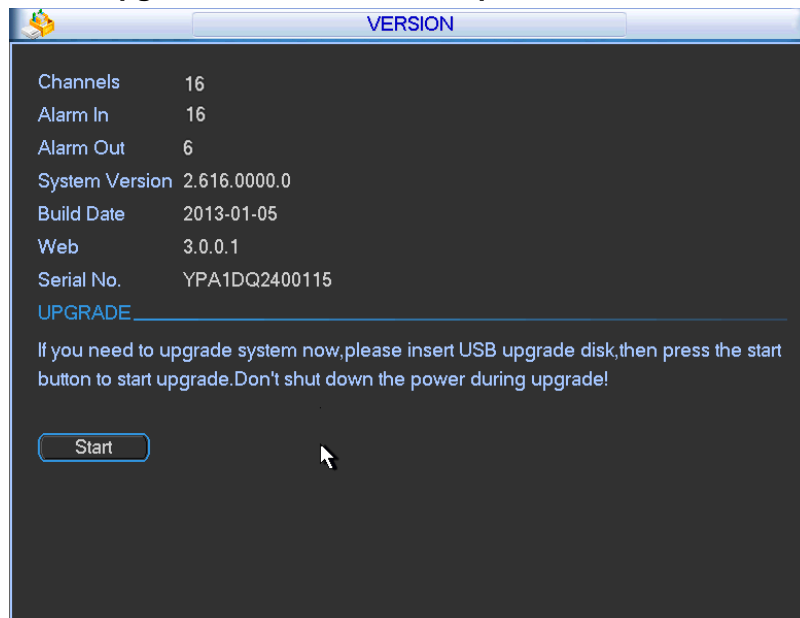 VERSION
Channels 16
Alarm In 16
Alarm Out 6
System Version 2.616.0000.0
Build Date 2013-01-05
Web 3.0.0.1
Serial No. YPA1DQ2400115
UPGRADE
If you need to upgrade system now,please insert USB upgrade disk,then press the start
button to start upgrade.Don't shut down the power during upgrade!
Start